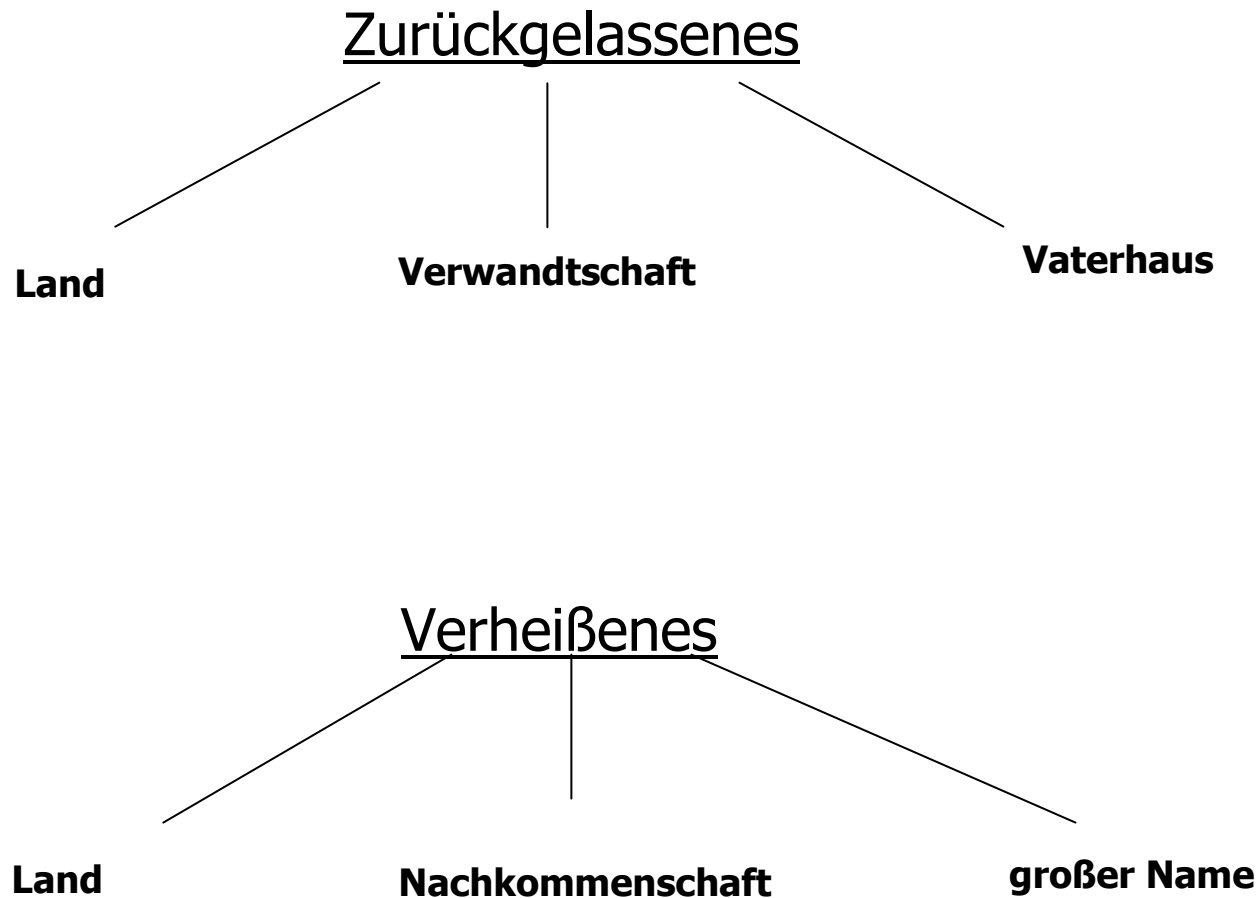 Zurückgelassenes
Land Verwandtschaft Vaterhaus
Verheißenes
Land Nachkommenschaft großer Name